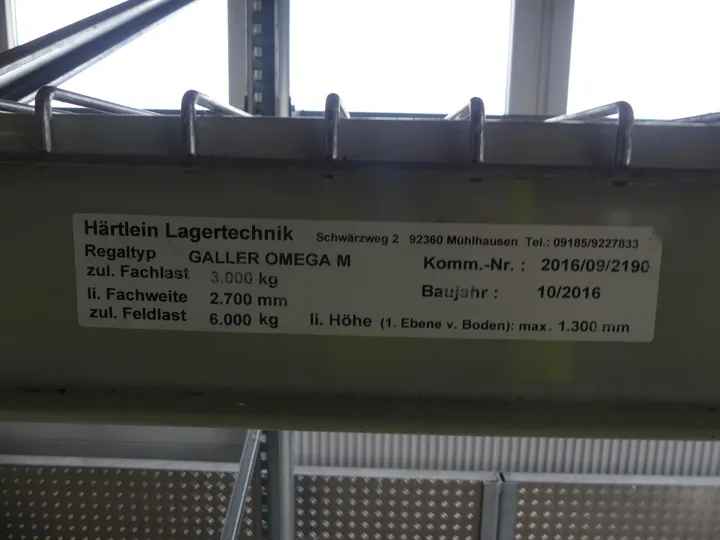 Härtlein Lagertechnik Schwärzweg 2 92360 Mühlhausen Tel.: 09185/9227833
Regaltyp GALLER OMEGA M Komm.-Nr. : 2016/09/2190
zul. Fachlast 3.000 kg
li. Fachweite 2.700 mm Baujahr : 10/2016
zul. Feldlast 6.000 kg li. Höhe (1. Ebene v. Boden): max. 1.300 mm